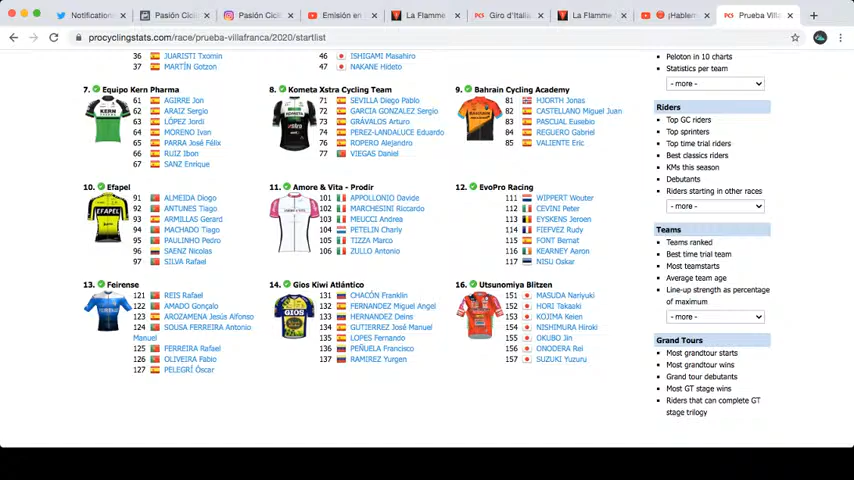 Notifications
Pasión Cicli
Pasión Cicli
Emisión en
La Flamme
Giro d'Italia
La Flamme
¡Hablem
Prueba Villa
procyclingstats.com/race/prueba-villafranca/2020/startlist
36 JUARISTI Txomin
37 MARTÍN Gotzon
46 ISHIGAMI Masahiro
47 NAKANE Hideto
7. Equipo Kern Pharma
61 AGIRRE Jon
62 ARAIZ Sergio
63 LÓPEZ Jordi
64 MORENO Ivan
65 PARRA José Félix
66 RUIZ Ibon
67 SANZ Enrique
8. Kometa Xstra Cycling Team
71 SEVILLA Diego Pablo
72 GARCIA GONZALEZ Sergio
73 GRÁVALOS Arturo
74 PEREZ-LANDALUCE Eduardo
76 ROPERO Alejandro
77 VIEGAS Daniel
9. Bahrain Cycling Academy
81 HJORTH Jonas
82 CASTELLANO Miguel Juan
83 PASCUAL Eusebio
84 REGUERO Gabriel
85 VALIENTE Eric
10. Efapel
91 ALMEIDA Diogo
92 ANTUNES Tiago
93 ARMILLAS Gerard
94 MACHADO Tiago
95 PAULINHO Pedro
96 SAENZ Nicolas
97 SILVA Rafael
11. Amore & Vita - Prodir
101 APPOLLONIO Davide
102 MARCHESINI Riccardo
103 MEUCCI Andrea
104 PETELIN Charly
105 TIZZA Marco
106 ZULLO Antonio
12. EvoPro Racing
111 WIPPERT Wouter
112 CEVINI Peter
113 EYSKENS Jeroen
114 FIEFVEZ Rudy
115 FONT Bernat
116 KEARNEY Aaron
117 NISU Oskar
13. Feirense
121 REIS Rafael
122 AMADO Gonçalo
123 AROZAMENA Jesús Alfonso
124 SOUSA FERREIRA Antonio
Manuel
125 FERREIRA Rafael
126 OLIVEIRA Fabio
127 PELEGRÍ Óscar
14. Gios Kiwi Atlántico
131 CHACÓN Franklin
132 FERNANDEZ Miguel Angel
133 HERNANDEZ Deins
134 GUTIERREZ José Manuel
135 LOPES Fernando
136 PEÑUELA Francisco
137 RAMIREZ Yurgen
16. Utsunomiya Blitzen
151 MASUDA Nariyuki
152 HORI Takaaki
153 KOJIMA Keien
154 NISHIMURA Hiroki
155 OKUBO Jin
156 ONODERA Rei
157 SUZUKI Yuzuru
Peloton in 10 charts
Statistics per team
- more -
Riders
Top GC riders
Top sprinters
Top time trial riders
Best classics riders
KMs this season
Debutants
Riders starting in other races
- more -
Teams
Teams ranked
Best time trial team
Most teamstarts
Average team age
Line-up strength as percentage
of maximum
- more -
Grand Tours
Most grandtour starts
Most grandtour wins
Grand tour debutants
Most GT stage wins
Riders that can complete GT
stage trilogy